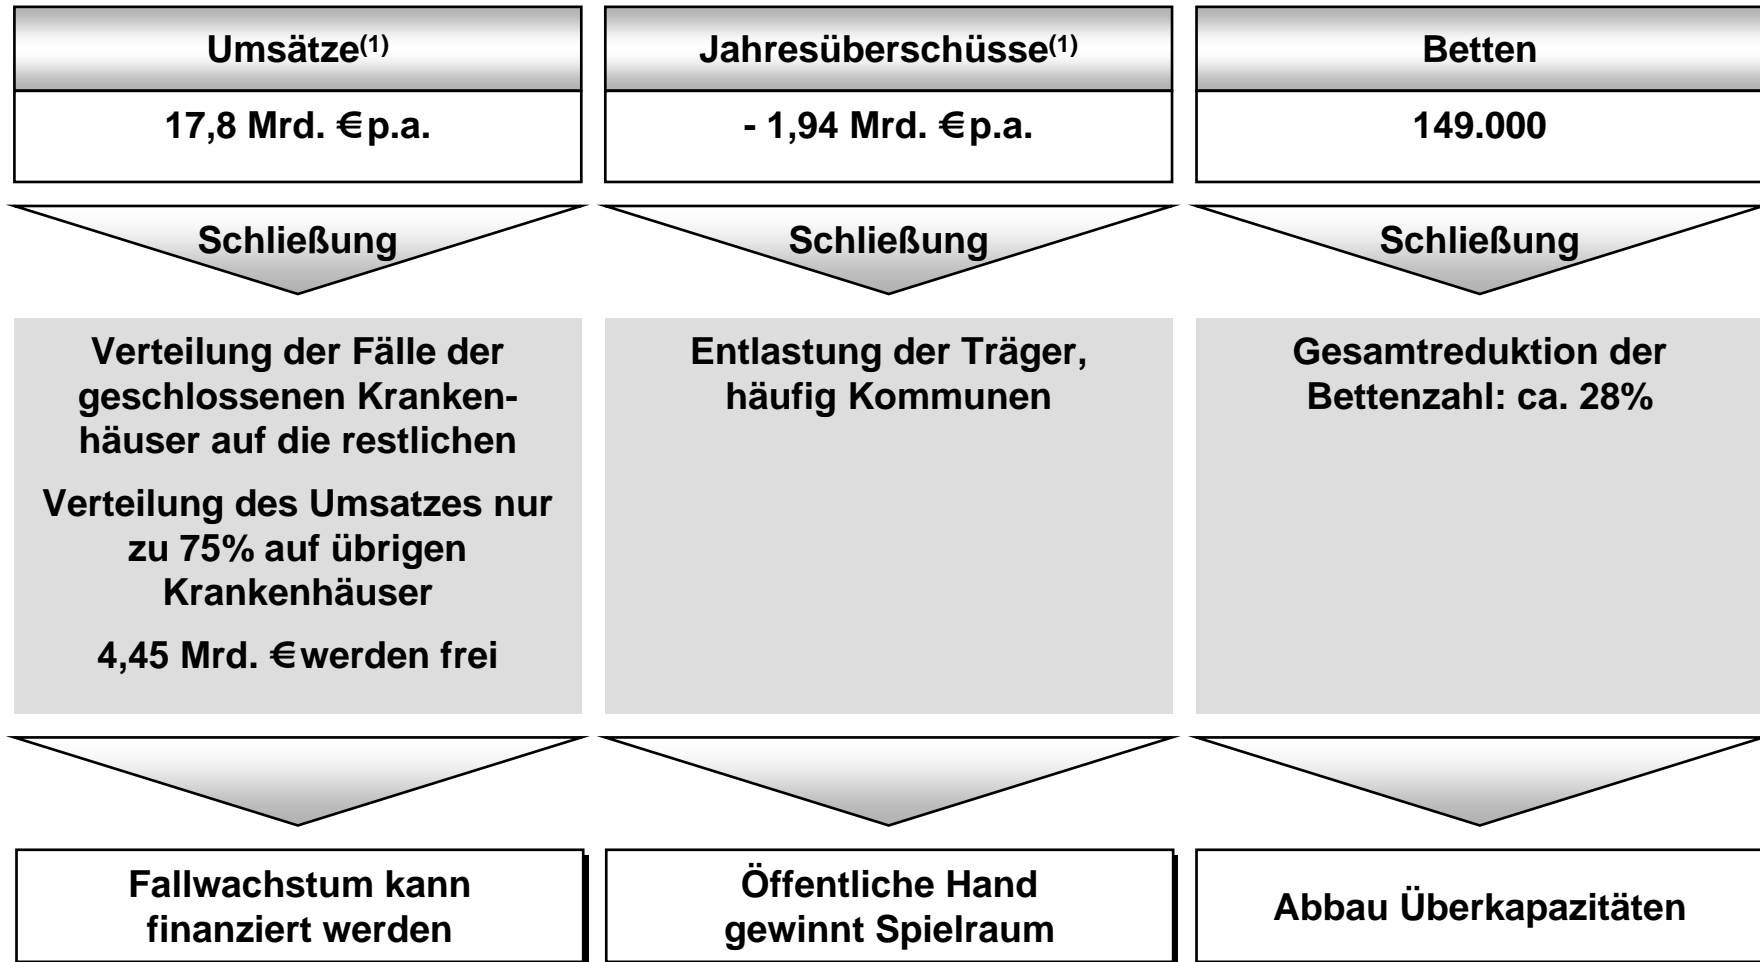 Umsätze(1)
17,8 Mrd. € p.a.
Schließung
Verteilung der Fälle der
geschlossenen Kranken-
häuser auf die restlichen
Verteilung des Umsatzes nur
zu 75% auf übrigen
Krankenhäuser
4,45 Mrd. € werden frei
Fallwachstum kann
finanziert werden
Jahresüberschüsse(1)
- 1,94 Mrd. € p.a.
Schließung
Entlastung der Träger,
häufig Kommunen
Öffentliche Hand
gewinnt Spielraum
Betten
149.000
Schließung
Gesamtreduktion der
Bettenzahl: ca. 28%
Abbau Überkapazitäten